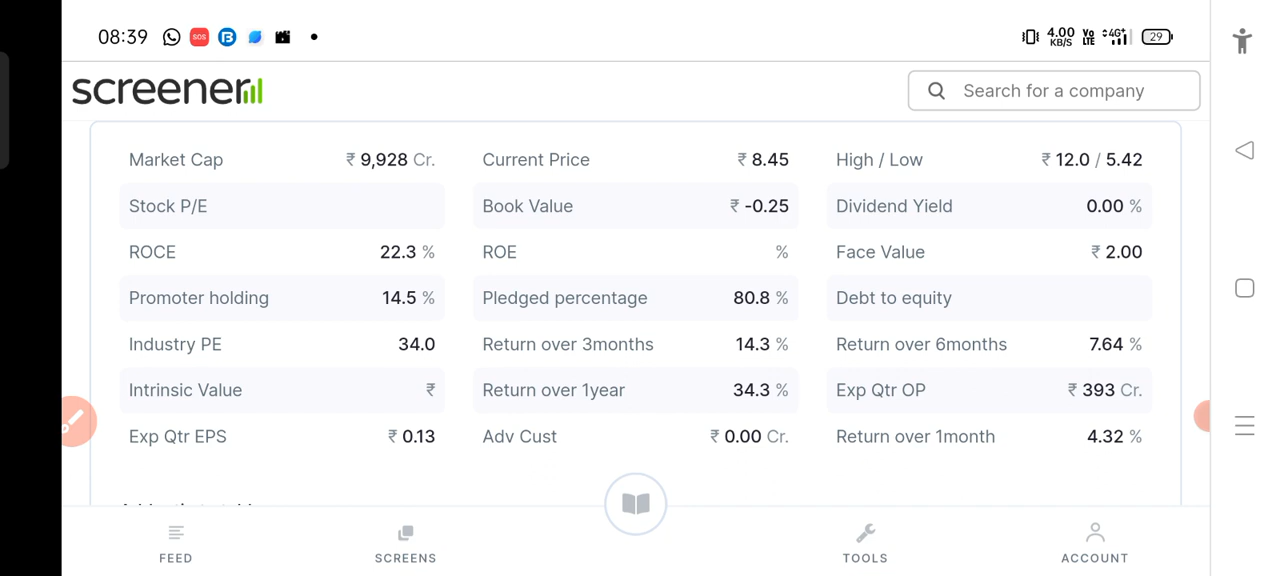 08:39 SOS 4.00 KB/S Vo LTE 4G+ 29
screener
Search for a company
Market Cap ₹ 9,928 Cr. Current Price ₹ 8.45 High / Low ₹ 12.0 / 5.42
Stock P/E Book Value ₹ -0.25 Dividend Yield 0.00 %
ROCE 22.3 % ROE % Face Value ₹ 2.00
Promoter holding 14.5 % Pledged percentage 80.8 % Debt to equity
Industry PE 34.0 Return over 3months 14.3 % Return over 6months 7.64 %
Intrinsic Value ₹ Return over 1year 34.3 % Exp Qtr OP ₹ 393 Cr.
Exp Qtr EPS ₹ 0.13 Adv Cust ₹ 0.00 Cr. Return over 1month 4.32 %
FEED SCREENS TOOLS ACCOUNT